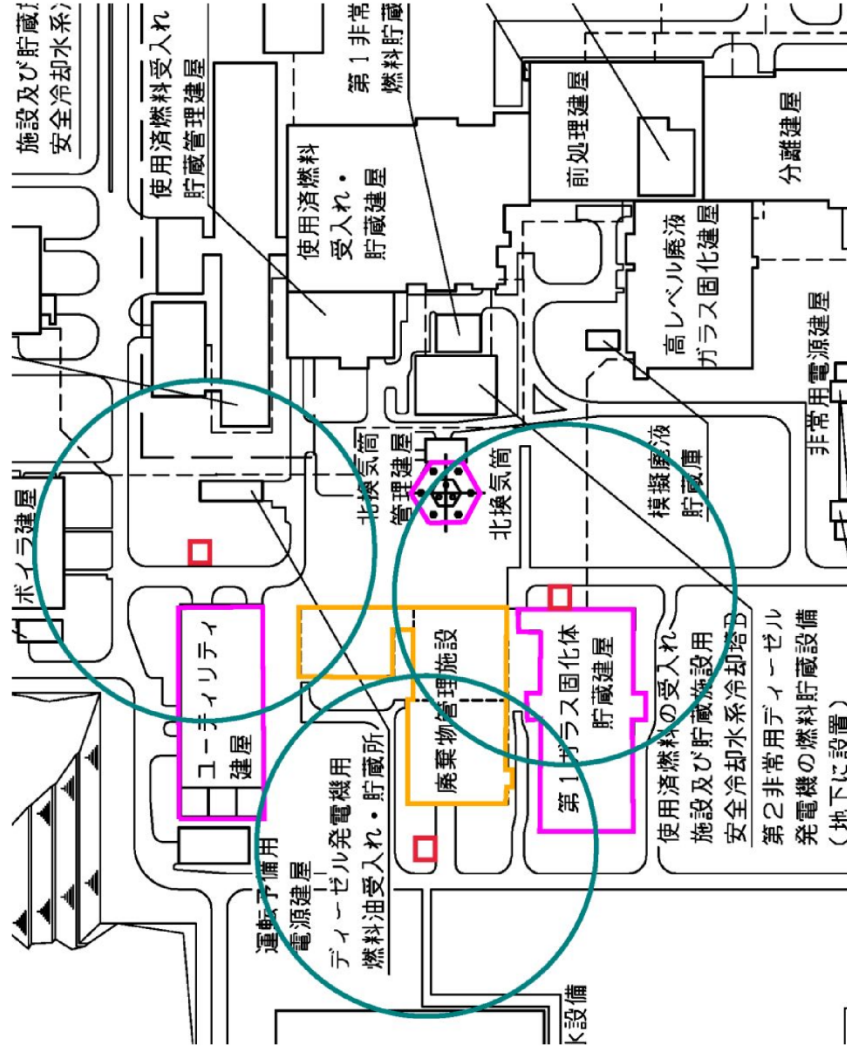 施設及び貯蔵
安全冷却水系冷
使用済燃料受入れ
貯蔵管理建屋
第1非常
燃料貯蔵
使用済燃料
受入れ・
貯蔵建屋
前処理建屋
分離建屋
高レベル廃液
ガラス固化建屋
非常用電源建屋
北換気筒
管理建屋
北換気筒
模擬廃液
貯蔵庫
ボイラ建屋
ユーティリティ
建屋
廃棄物管理施設
第1ガラス固化体
貯蔵建屋
使用済燃料の受入れ
施設及び貯蔵施設用
安全冷却水系冷却塔B
第2非常用ディーゼル
発電機の燃料貯蔵設備
(地下に設置)
運転予備用
電源建屋
ディーゼル発電機用
燃料油受入れ・貯蔵所
水設備